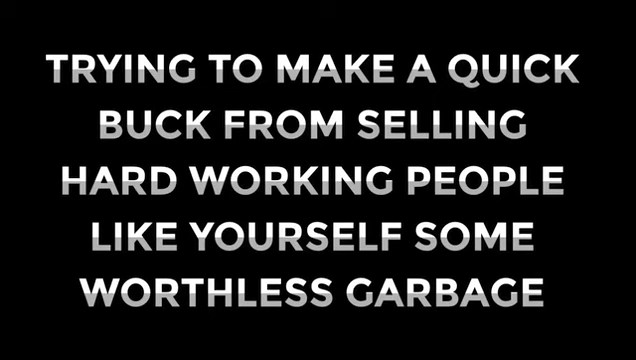 TRYING TO MAKE A QUICK
BUCK FROM SELLING
HARD WORKING PEOPLE
LIKE YOURSELF SOME
WORTHLESS GARBAGE